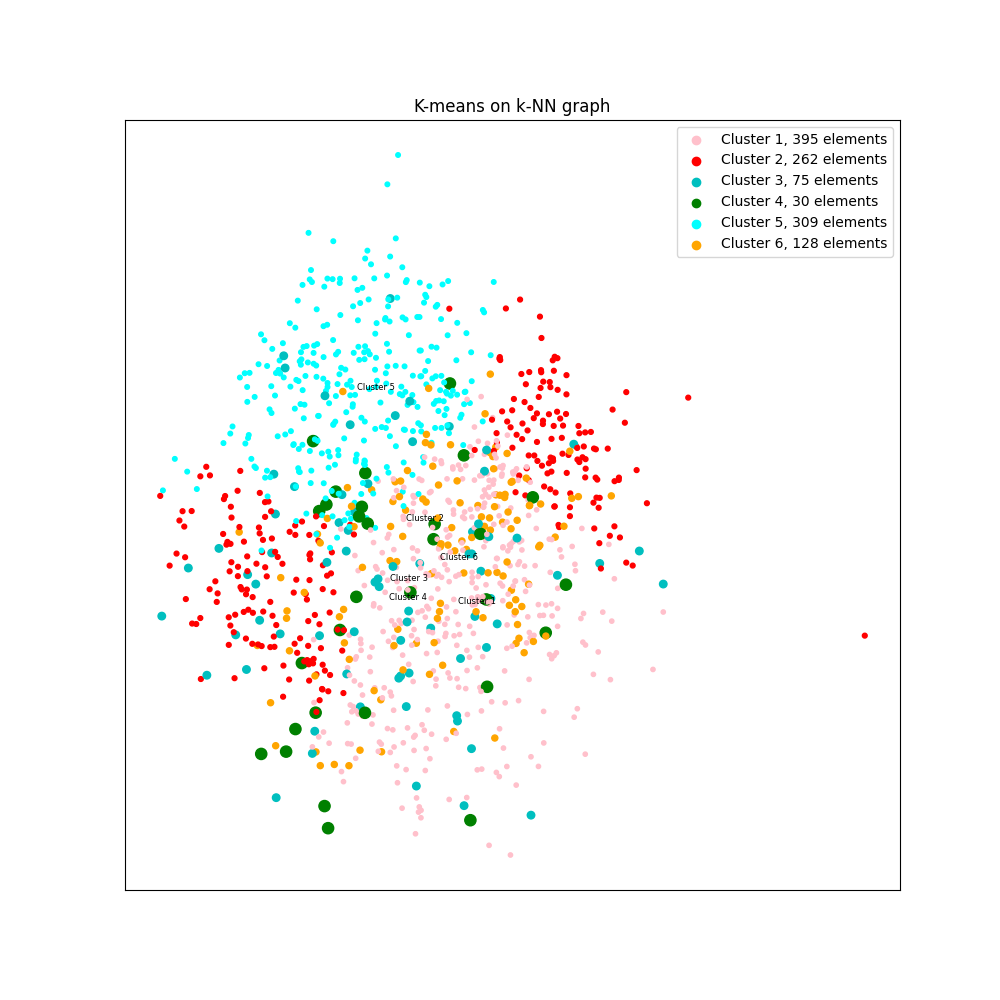 K-means on k-NN graph
Cluster 1, 395 elements
Cluster 2, 262 elements
Cluster 3, 75 elements
Cluster 4, 30 elements
Cluster 5, 309 elements
Cluster 6, 128 elements
Cluster 5
Cluster 2
Cluster 6
Cluster 3
Cluster 4
Cluster 1